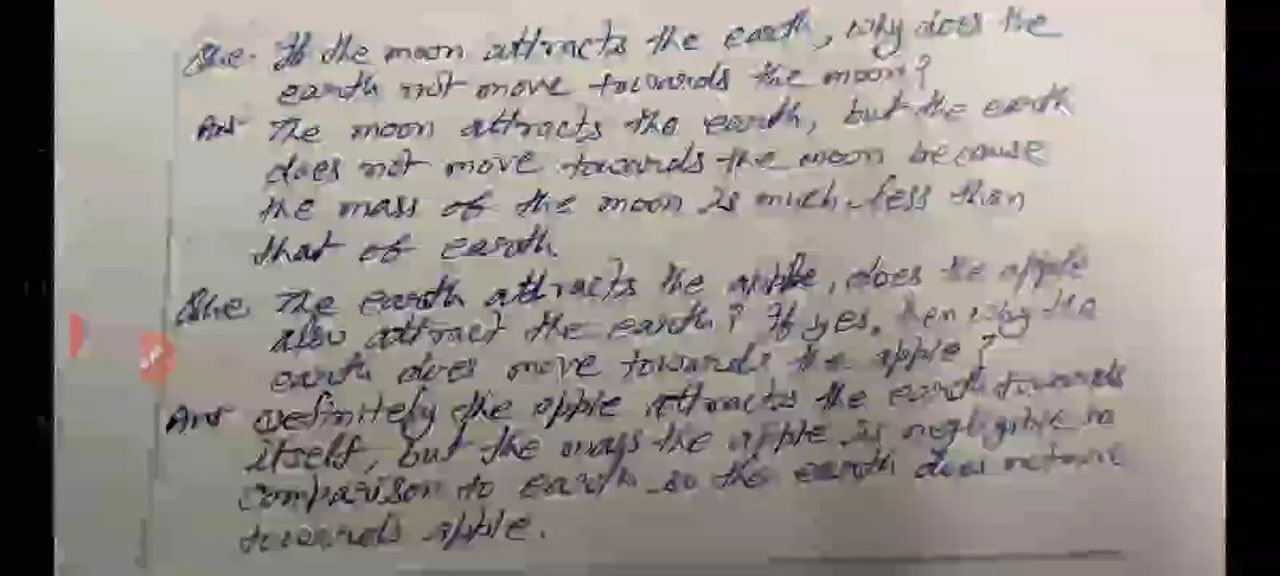 Que. If the moon attracts the earth, why does the
earth not move towards the moon?
Ans The moon attracts the earth, but the earth
does not move towards the moon because
the mass of the moon is much less than
that of earth.
Que The earth attracts the apple, does the apple
also attract the earth? If yes, then why the
earth does move towards the apple?
Ans Definitely the apple attracts the earth towards
itself, but the mass the apple is negligible in
comparison to earth so the earth does not move
towards apple.